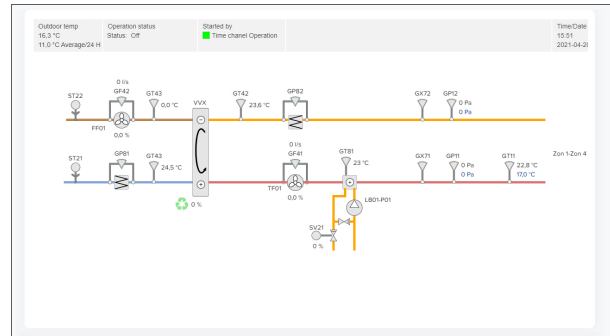 Outdoor temp
16,3 °C
11,0 °C Average/24 H
Operation status
Status: Off
Started by
Time chanel Operation
Time/Date
15:51
2021-04-2
0 l/s
ST22
GF42
GT43
0,0 °C
VVX
GT42
23,6 °C
GP82
GX72
GP12
0 Pa
0 Pa
FF01
0,0 %
ST21
GP81
GT43
24,5 °C
0 l/s
GF41
GT81
23 °C
GX71
GP11
0 Pa
0 Pa
GT11
22,8 °C
17,0 °C
Zon 1-Zon 4
TF01
0,0 %
0 %
LB01-P01
SV21
0 %